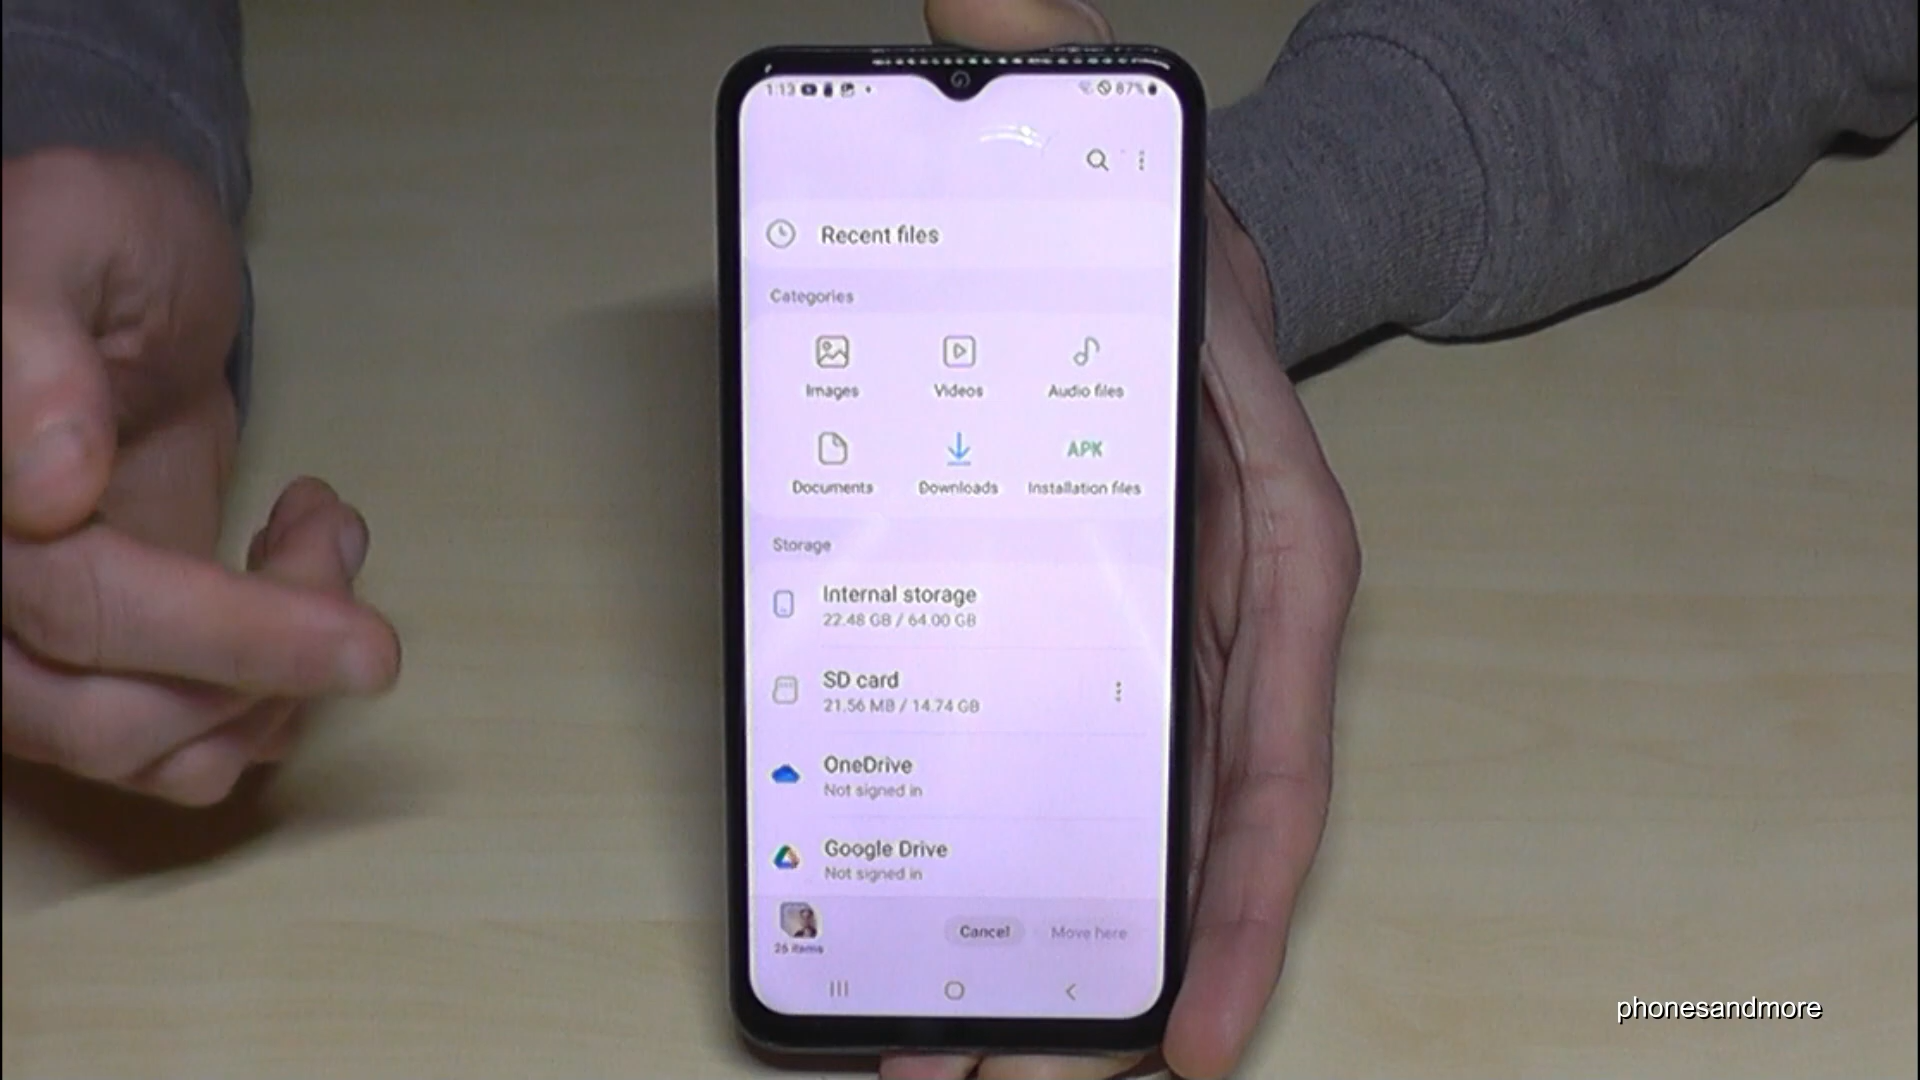 1:13 87%
Recent files
Categories
Images Videos Audio files
APK
Documents Downloads Installation files
Storage
Internal storage
22.48 GB / 64.00 GB
SD card
21.56 MB / 14.74 GB
OneDrive
Not signed in
Google Drive
Not signed in
Cancel Move here
26 items
phonesandmore